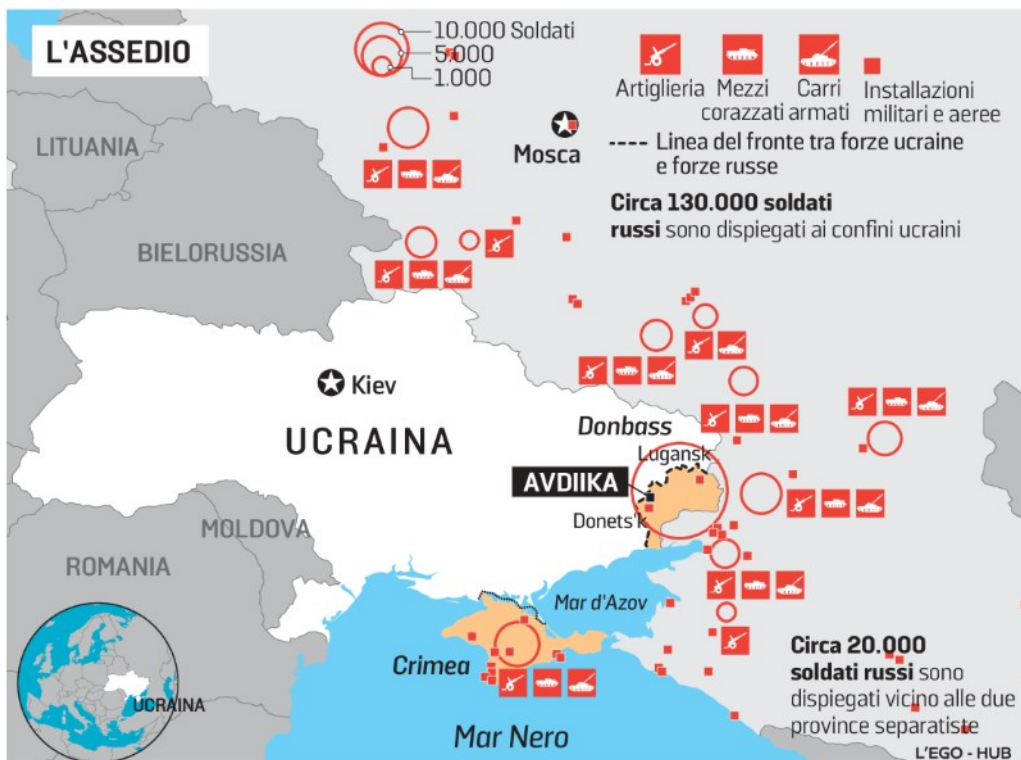 L'ASSEDIO
10.000 Soldati
5.000
1.000
Artiglieria
Mezzi
corazzati
Carri
armati
Installazioni
militari e aeree
Linea del fronte tra forze ucraine
e forze russe
Circa 130.000 soldati
russi sono dispiegati ai confini ucraini
Mosca
LITUANIA
BIELORUSSIA
Kiev
UCRAINA
Donbass
Lugansk
AVDIIKA
Donets'k
MOLDOVA
ROMANIA
Mar d'Azov
Crimea
Mar Nero
UCRAINA
Circa 20.000
soldati russi sono
dispiegati vicino alle due
province separatiste
L'EGO - HUB